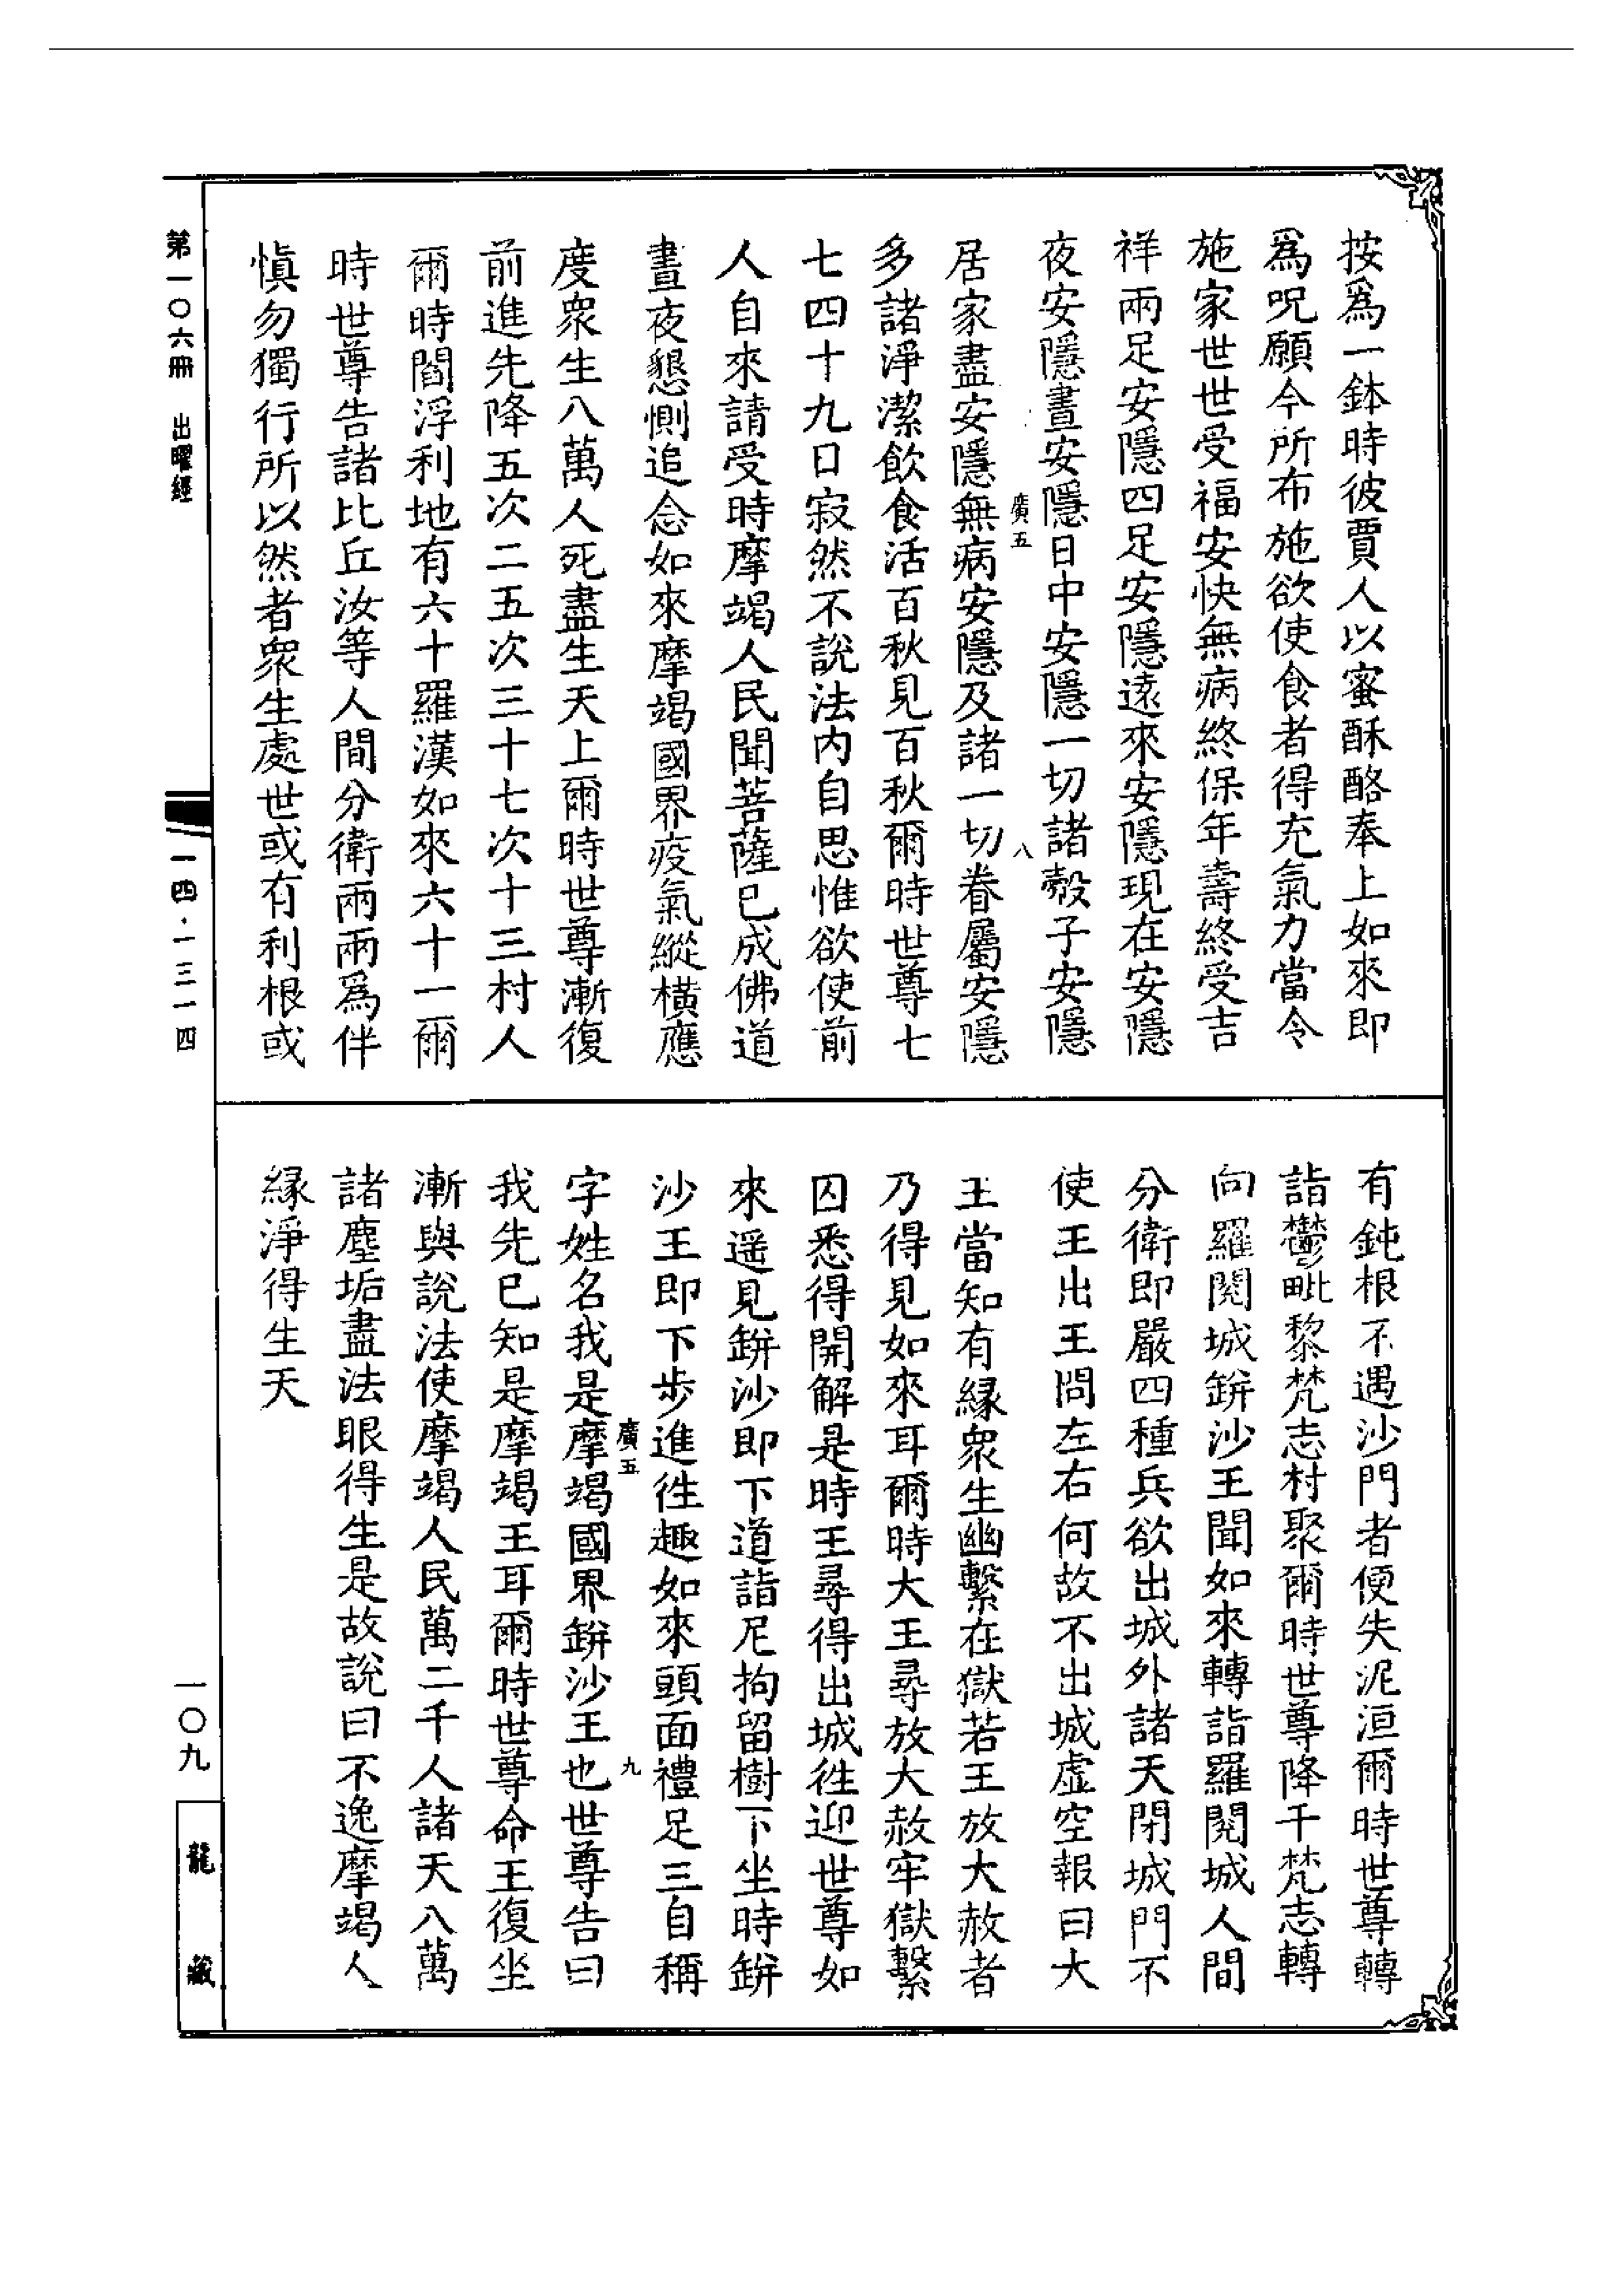 按爲一鉢時彼賈人以蜜酥酪奉上如來即
爲呪願今所布施欲使食者得充氣力當令
施家世世受福安快無病終保年壽終受吉
祥兩足安隱四足安隱遠來安隱現在安隱
夜安隱晝安隱日中安隱一切諸穀子安隱
廣五 八
居家盡安隱無病安隱及諸一切眷屬安隱
多諸淨潔飲食活百秋見百秋爾時世尊七
七四十九日寂然不說法内自思惟欲使前
人自來請受時摩竭人民聞菩薩已成佛道
晝夜懇惻追念如來摩竭國界疫氣縱橫應
度衆生八萬人死盡生天上爾時世尊漸復
前進先降五次二五次三十七次十三村人
爾時閻浮利地有六十羅漢如來六十一爾
時世尊告諸比丘汝等人間分衛兩兩爲伴
慎勿獨行所以然者衆生處世或有利根或
有鈍根不遇沙門者便失泥洹爾時世尊轉
詣鬱毗黎梵志村聚爾時世尊降千梵志轉
向羅閱城鉼沙王聞如來轉詣羅閱城人間
分衛即嚴四種兵欲出城外諸天閉城門不
使王出王問左右何故不出城虛空報曰大
王當知有緣衆生幽繫在獄若王放大赦者
乃得見如來耳爾時大王尋放大赦牢獄繫
囚悉得開解是時王尋得出城徃迎世尊如
來遥見鉼沙即下道詣尼拘留樹下坐時鉼
沙王即下步進徃趣如來頭面禮足三自稱
廣五 九
字姓名我是摩竭國界鉼沙王也世尊告曰
我先已知是摩竭王耳爾時世尊命王復坐
漸與說法使摩竭人民萬二千人諸天八萬
諸塵垢盡法眼得生是故說曰不逸摩竭人
緣淨得生天
第一〇六冊 出曜經
一四·一三一四
一〇九
龍藏